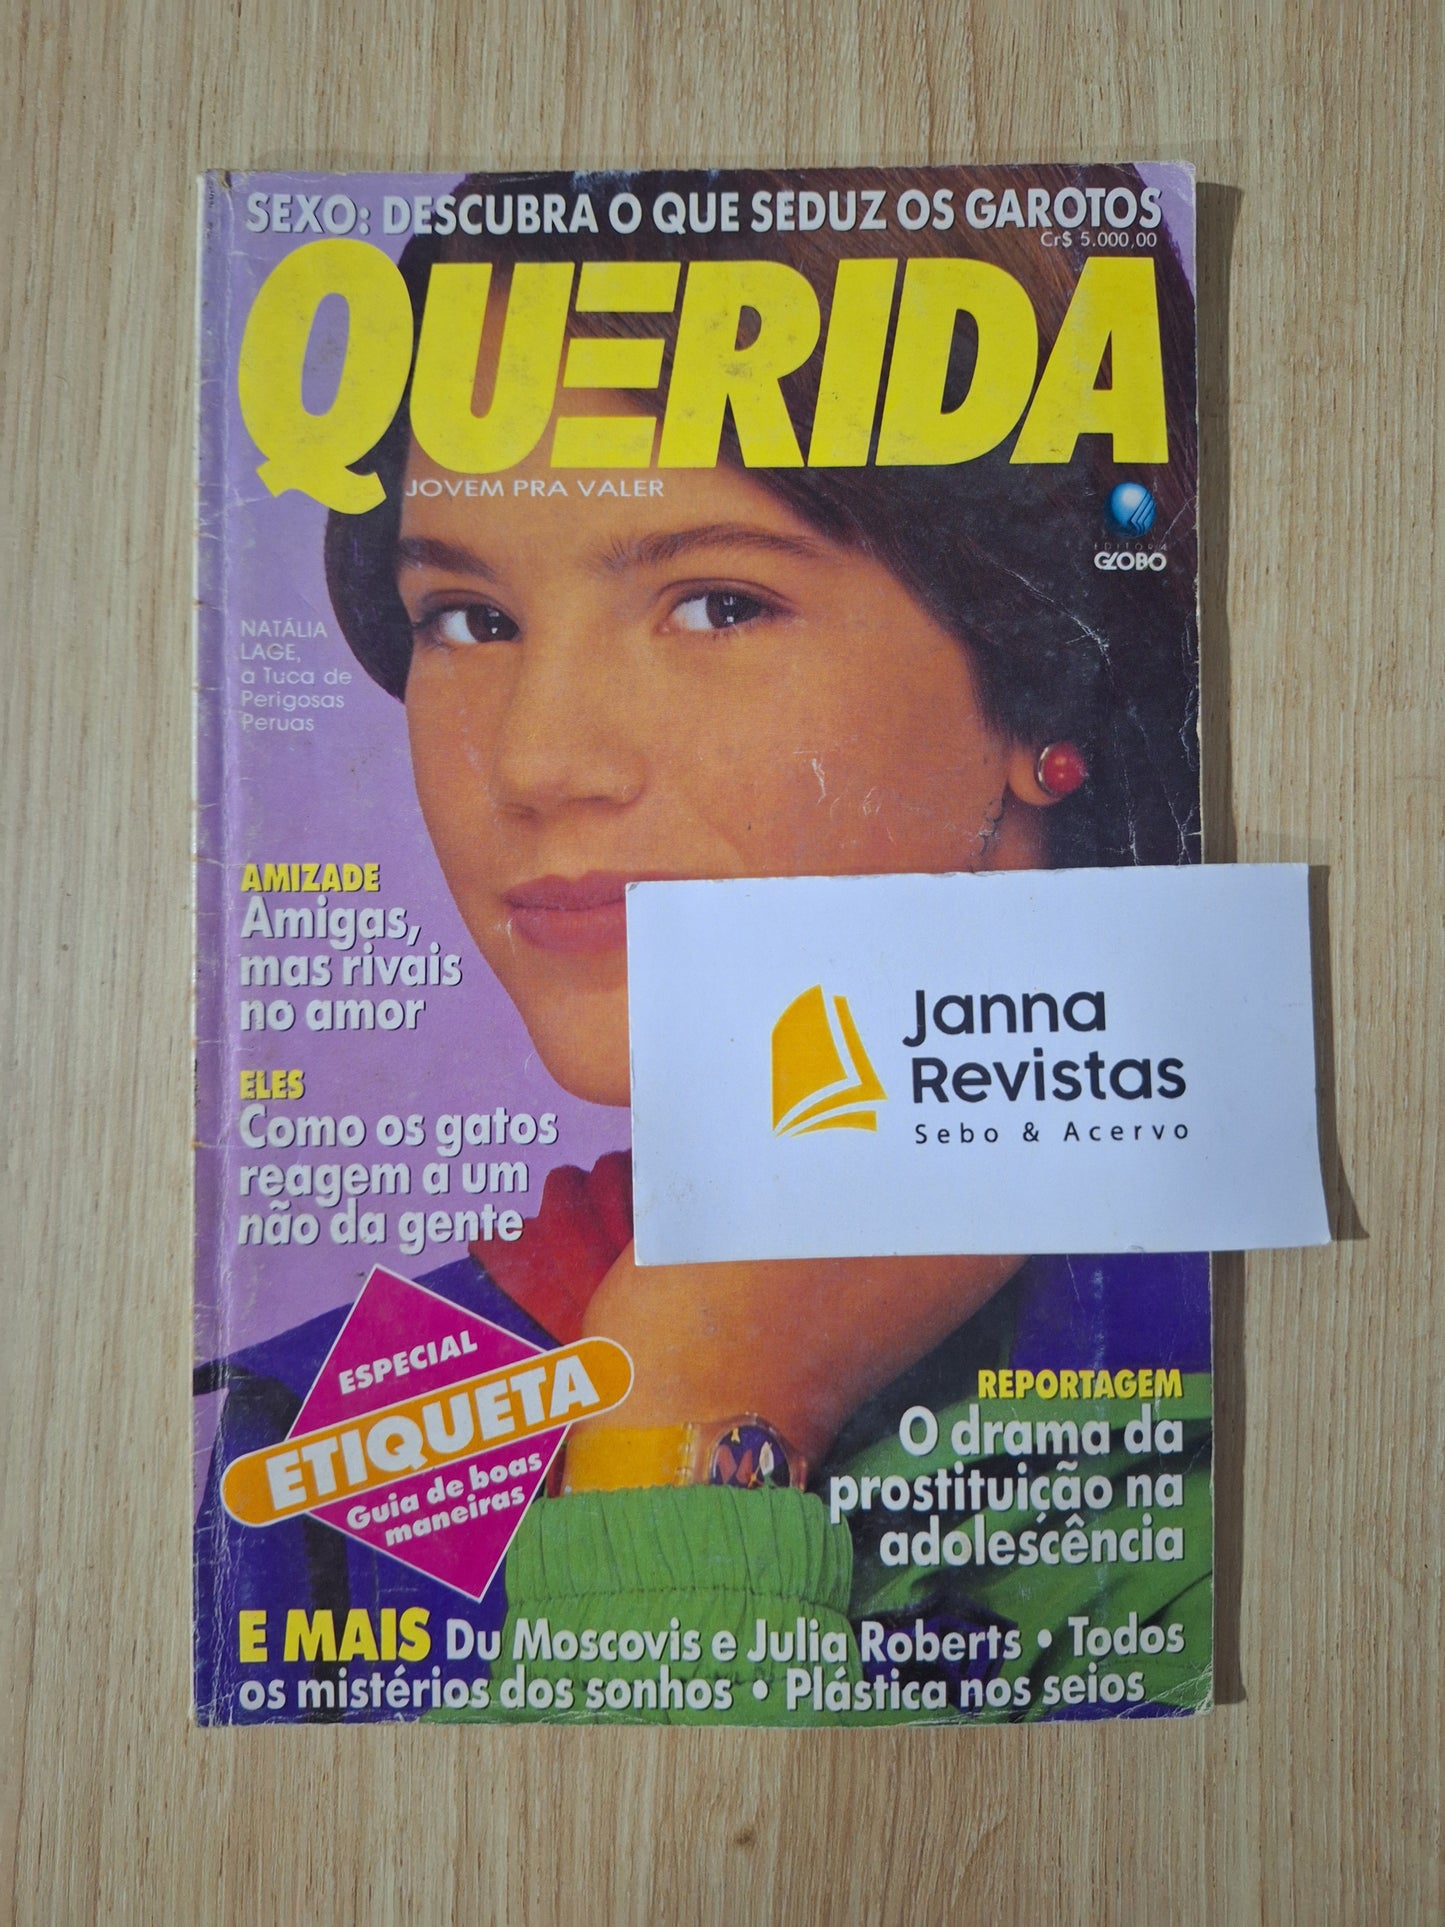 SEXO: DESCUBRA O QUE SEDUZ OS GAROTOS
Cr$ 5.000,00
QUERIDA
JOVEM PRA VALER
EDITORA
GLOBO
NATÁLIA
LAGE,
a Tuca de
Perigosas
Peruas
AMIZADE
Amigas,
mas rivais
no amor
ELES
Como os gatos
reagem a um
não da gente
Janna
Revistas
Sebo & Acervo
ESPECIAL
ETIQUETA
Guia de boas
maneiras
REPORTAGEM
O drama da
prostituição na
adolescência
E MAIS Du Moscovis e Julia Roberts • Todos
os mistérios dos sonhos • Plástica nos seios